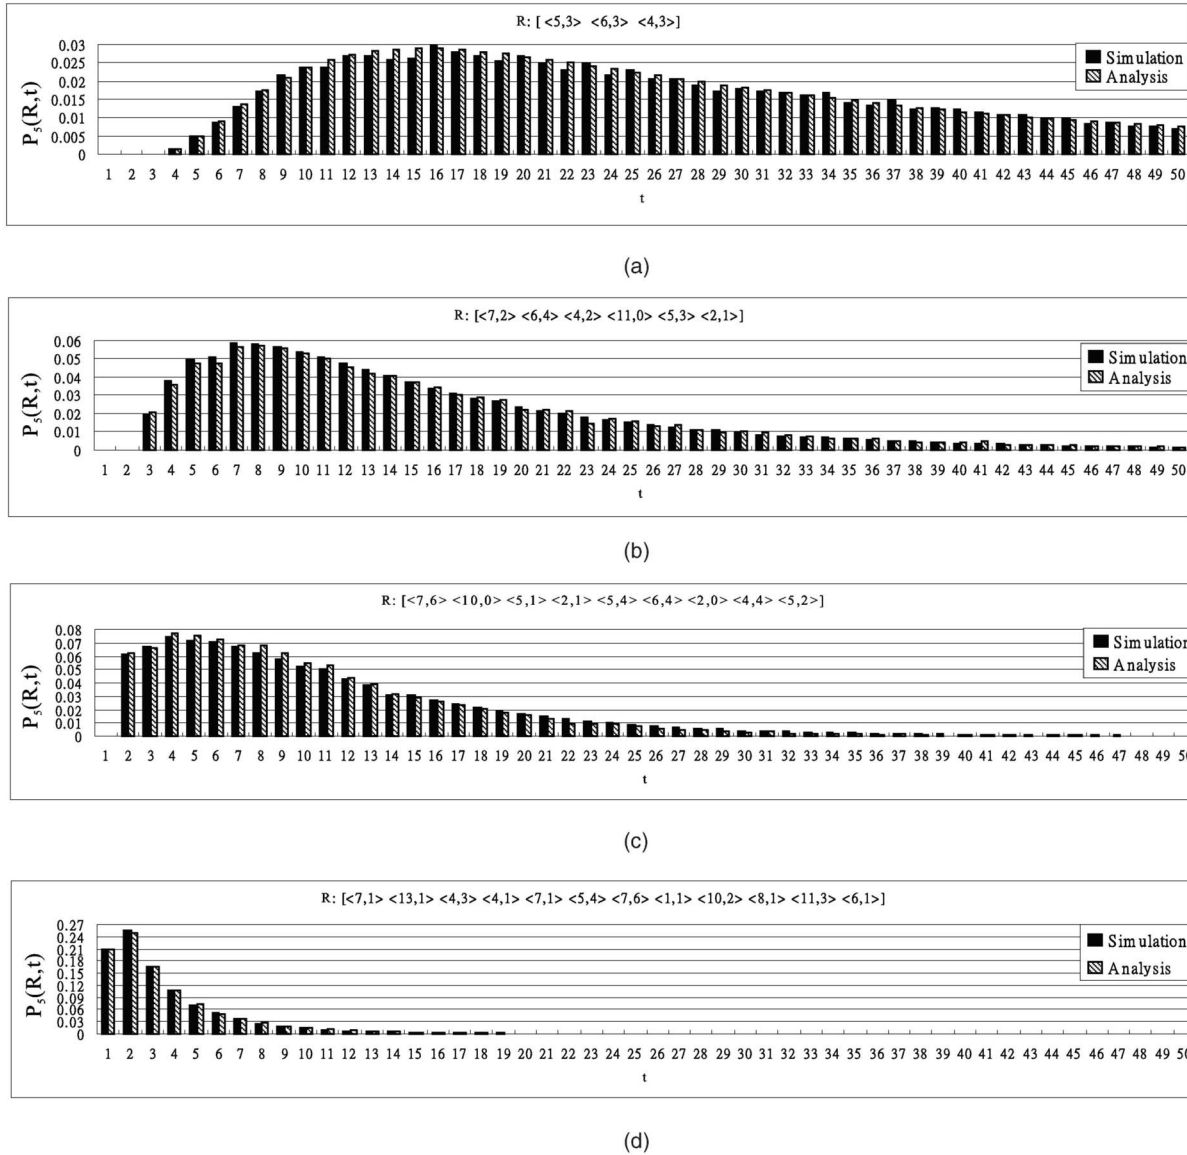 R: [ <5,3> <6,3> <4,3>]
P5(R,t)
0.03
0.025
0.02
0.015
0.01
0.005
0
Simulation
Analysis
1 2 3 4 5 6 7 8 9 10 11 12 13 14 15 16 17 18 19 20 21 22 23 24 25 26 27 28 29 30 31 32 33 34 35 36 37 38 39 40 41 42 43 44 45 46 47 48 49 50
t
(a)
R: [<7,2> <6,4> <4,2> <11,0> <5,3> <2,1>]
P5(R,t)
0.06
0.05
0.04
0.03
0.02
0.01
0
Simulation
Analysis
1 2 3 4 5 6 7 8 9 10 11 12 13 14 15 16 17 18 19 20 21 22 23 24 25 26 27 28 29 30 31 32 33 34 35 36 37 38 39 40 41 42 43 44 45 46 47 48 49 50
t
(b)
R: [<7,6> <10,0> <5,1> <2,1> <5,4> <6,4> <2,0> <4,4> <5,2>]
P5(R,t)
0.08
0.07
0.06
0.05
0.04
0.03
0.02
0.01
0
Simulation
Analysis
1 2 3 4 5 6 7 8 9 10 11 12 13 14 15 16 17 18 19 20 21 22 23 24 25 26 27 28 29 30 31 32 33 34 35 36 37 38 39 40 41 42 43 44 45 46 47 48 49 50
t
(c)
R: [<7,1> <13,1> <4,3> <4,1> <7,1> <5,4> <7,6> <1,1> <10,2> <8,1> <11,3> <6,1>]
P5(R,t)
0.27
0.24
0.21
0.18
0.15
0.12
0.09
0.06
0.03
0
Simulation
Analysis
1 2 3 4 5 6 7 8 9 10 11 12 13 14 15 16 17 18 19 20 21 22 23 24 25 26 27 28 29 30 31 32 33 34 35 36 37 38 39 40 41 42 43 44 45 46 47 48 49 50
t
(d)